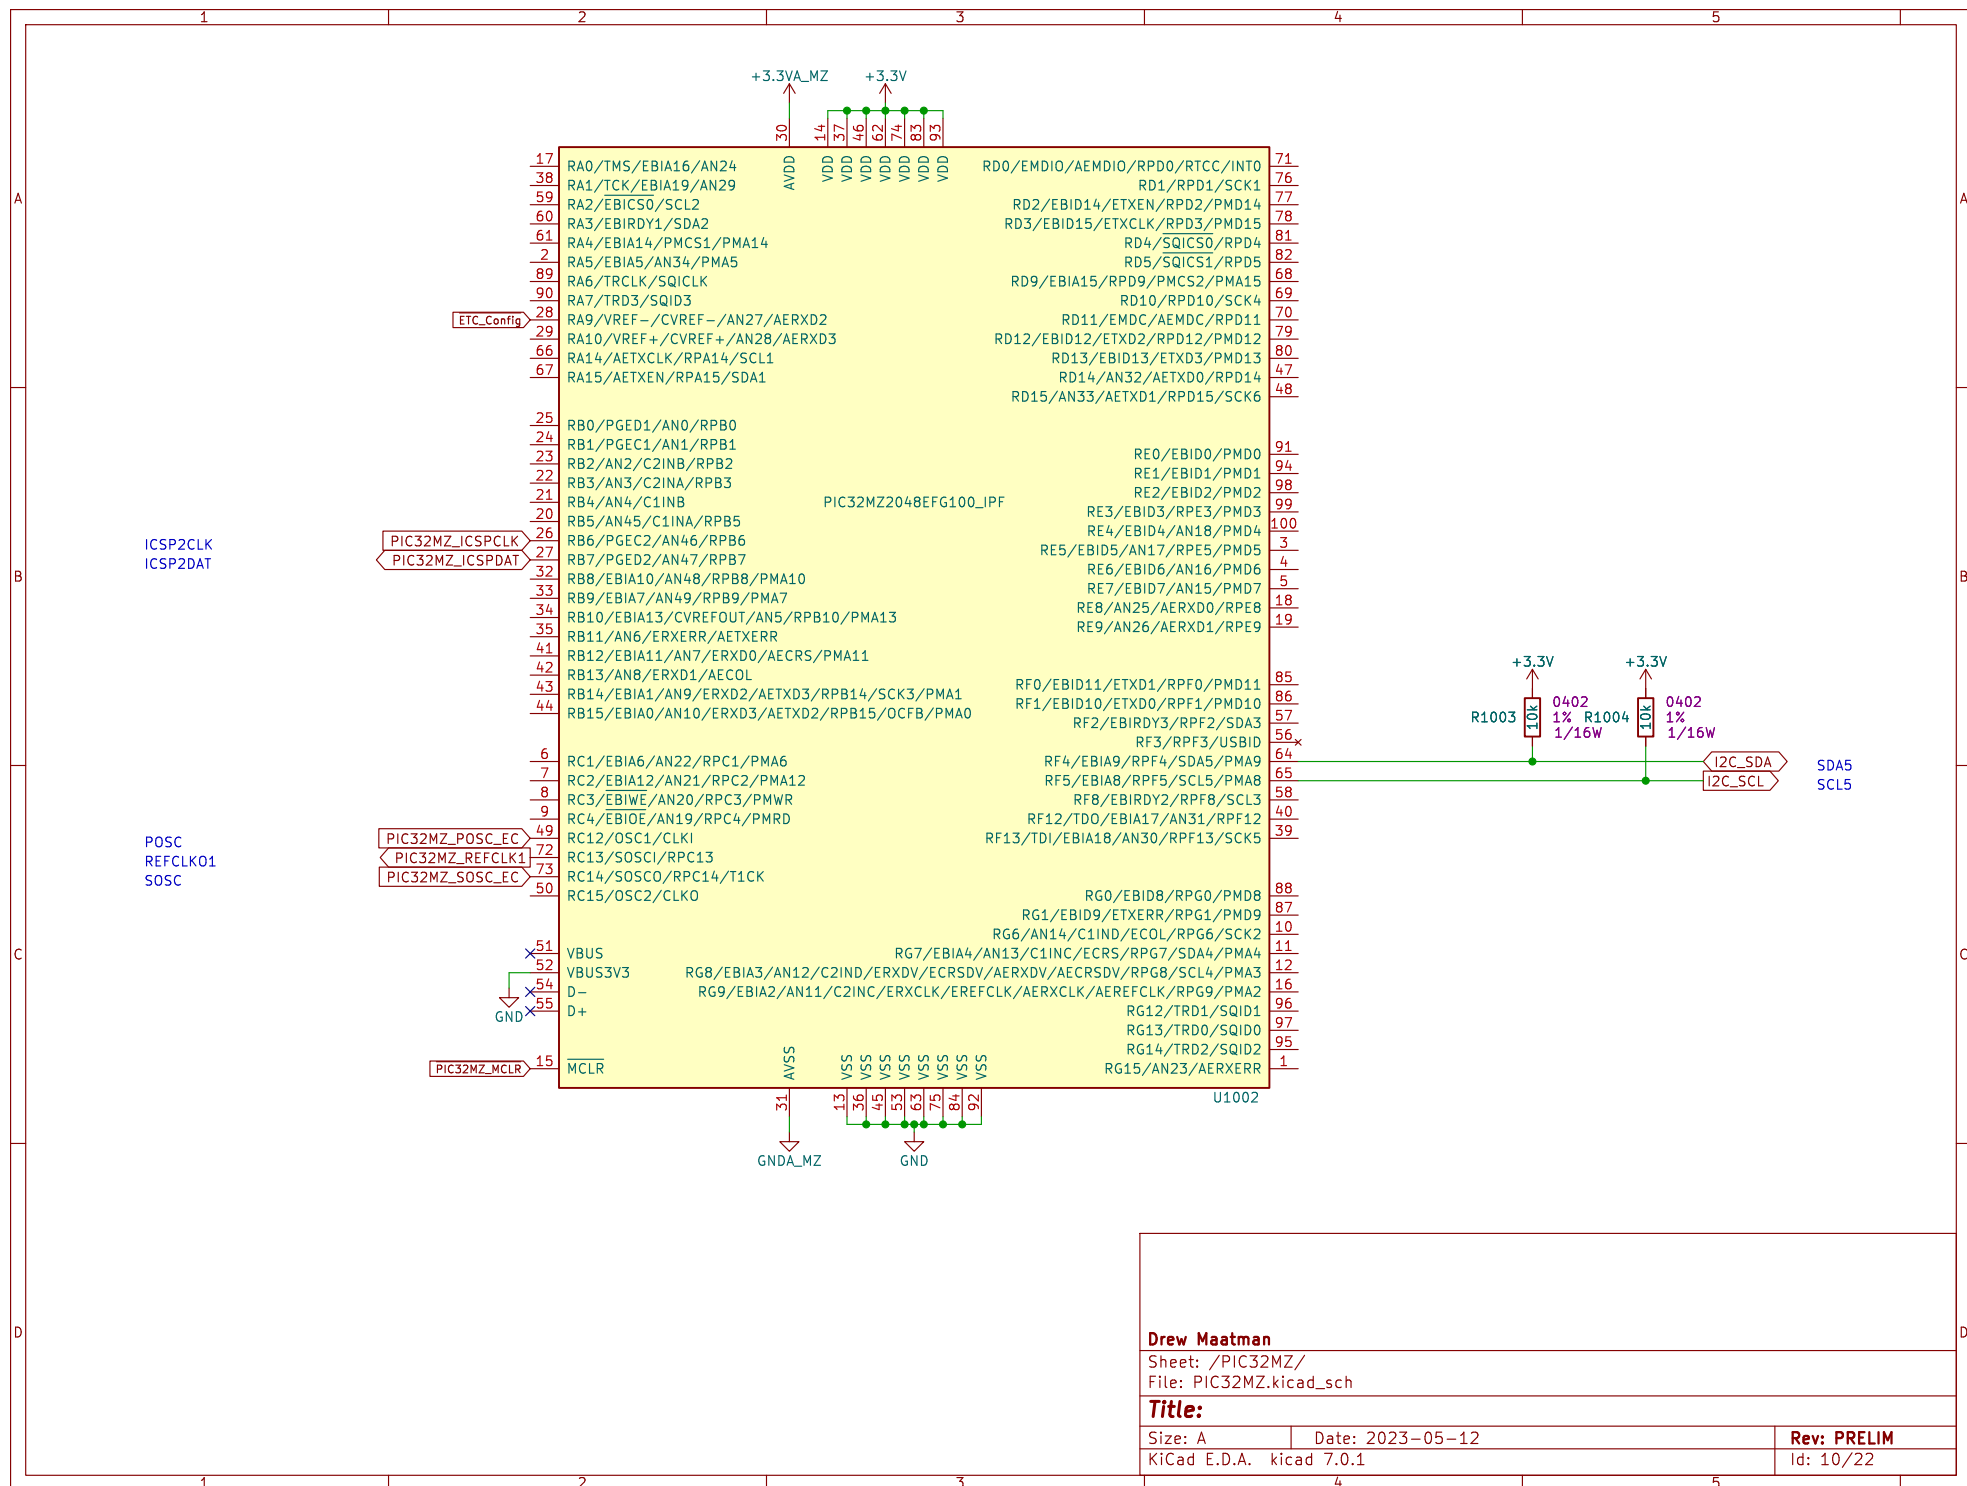 1 2 3 4 5
+3.3VA_MZ +3.3V
30 14 37 46 62 74 83 93
AVDD VDD VDD VDD VDD VDD VDD
17 RA0/TMS/EBIA16/AN24
38 RA1/TCK/EBIA19/AN29
59 RA2/EBICS0/SCL2
60 RA3/EBIRDY1/SDA2
61 RA4/EBIA14/PMCS1/PMA14
2 RA5/EBIA5/AN34/PMA5
89 RA6/TRCLK/SQICLK
90 RA7/TRD3/SQID3
ETC_Config 28 RA9/VREF-/CVREF-/AN27/AERXD2
29 RA10/VREF+/CVREF+/AN28/AERXD3
66 RA14/AETXCLK/RPA14/SCL1
67 RA15/AETXEN/RPA15/SDA1
25 RB0/PGED1/AN0/RPB0
24 RB1/PGEC1/AN1/RPB1
23 RB2/AN2/C2INB/RPB2
22 RB3/AN3/C2INA/RPB3
21 RB4/AN4/C1INB
20 RB5/AN45/C1INA/RPB5
ICSP2CLK PIC32MZ_ICSPCLK 26 RB6/PGEC2/AN46/RPB6
ICSP2DAT PIC32MZ_ICSPDAT 27 RB7/PGED2/AN47/RPB7
32 RB8/EBIA10/AN48/RPB8/PMA10
33 RB9/EBIA7/AN49/RPB9/PMA7
34 RB10/EBIA13/CVREFOUT/AN5/RPB10/PMA13
35 RB11/AN6/ERXERR/AETXERR
41 RB12/EBIA11/AN7/ERXD0/AECRS/PMA11
42 RB13/AN8/ERXD1/AECOL
43 RB14/EBIA1/AN9/ERXD2/AETXD3/RPB14/SCK3/PMA1
44 RB15/EBIA0/AN10/ERXD3/AETXD2/RPB15/OCFB/PMA0
6 RC1/EBIA6/AN22/RPC1/PMA6
7 RC2/EBIA12/AN21/RPC2/PMA12
8 RC3/EBIWE/AN20/RPC3/PMWR
9 RC4/EBIOE/AN19/RPC4/PMRD
POSC PIC32MZ_POSC_EC 49 RC12/OSC1/CLKI
REFCLKO1 PIC32MZ_REFCLK1 72 RC13/SOSCI/RPC13
SOSC PIC32MZ_SOSC_EC 73 RC14/SOSCO/RPC14/T1CK
50 RC15/OSC2/CLKO
51 VBUS
52 VBUS3V3
54 D-
GND 55 D+
PIC32MZ_MCLR 15 MCLR
PIC32MZ2048EFG100_IPF
RD0/EMDIO/AEMDIO/RPD0/RTCC/INT0 71
RD1/RPD1/SCK1 76
RD2/EBID14/ETXEN/RPD2/PMD14 77
RD3/EBID15/ETXCLK/RPD3/PMD15 78
RD4/SQICS0/RPD4 81
RD5/SQICS1/RPD5 82
RD9/EBIA15/RPD9/PMCS2/PMA15 68
RD10/RPD10/SCK4 69
RD11/EMDC/AEMDC/RPD11 70
RD12/EBID12/ETXD2/RPD12/PMD12 79
RD13/EBID13/ETXD3/PMD13 80
RD14/AN32/AETXD0/RPD14 47
RD15/AN33/AETXD1/RPD15/SCK6 48
RE0/EBID0/PMD0 91
RE1/EBID1/PMD1 94
RE2/EBID2/PMD2 98
RE3/EBID3/RPE3/PMD3 99
RE4/EBID4/AN18/PMD4 100
RE5/EBID5/AN17/RPE5/PMD5 3
RE6/EBID6/AN16/PMD6 4
RE7/EBID7/AN15/PMD7 5
RE8/AN25/AERXD0/RPE8 18
RE9/AN26/AERXD1/RPE9 19
RF0/EBID11/ETXD1/RPF0/PMD11 85
RF1/EBID10/ETXD0/RPF1/PMD10 86
RF2/EBIRDY3/RPF2/SDA3 57
RF3/RPF3/USBID 56
RF4/EBIA9/RPF4/SDA5/PMA9 64
RF5/EBIA8/RPF5/SCL5/PMA8 65
RF8/EBIRDY2/RPF8/SCL3 58
RF12/TDO/EBIA17/AN31/RPF12 40
RF13/TDI/EBIA18/AN30/RPF13/SCK5 39
RG0/EBID8/RPG0/PMD8 88
RG1/EBID9/ETXERR/RPG1/PMD9 87
RG6/AN14/C1IND/ECOL/RPG6/SCK2 10
RG7/EBIA4/AN13/C1INC/ECRS/RPG7/SDA4/PMA4 11
RG8/EBIA3/AN12/C2IND/ERXDV/ECRSDV/AERXDV/AECRSDV/RPG8/SCL4/PMA3 12
RG9/EBIA2/AN11/C2INC/ERXCLK/EREFCLK/AERXCLK/AEREFCLK/RPG9/PMA2 16
RG12/TRD1/SQID1 96
RG13/TRD0/SQID0 97
RG14/TRD2/SQID2 95
RG15/AN23/AERXERR 1
+3.3V +3.3V
R1003 10k 0402 1% 1/16W
R1004 10k 0402 1% 1/16W
I2C_SDA SDA5
I2C_SCL SCL5
AVSS VSS VSS VSS VSS VSS VSS VSS VSS
31 13 36 45 53 63 75 84 92
U1002
GNDA_MZ GND
A A
B B
C C
D D
Drew Maatman
Sheet: /PIC32MZ/
File: PIC32MZ.kicad_sch
Title:
Size: A Date: 2023-05-12 Rev: PRELIM
KiCad E.D.A. kicad 7.0.1 Id: 10/22
1 2 3 4 5